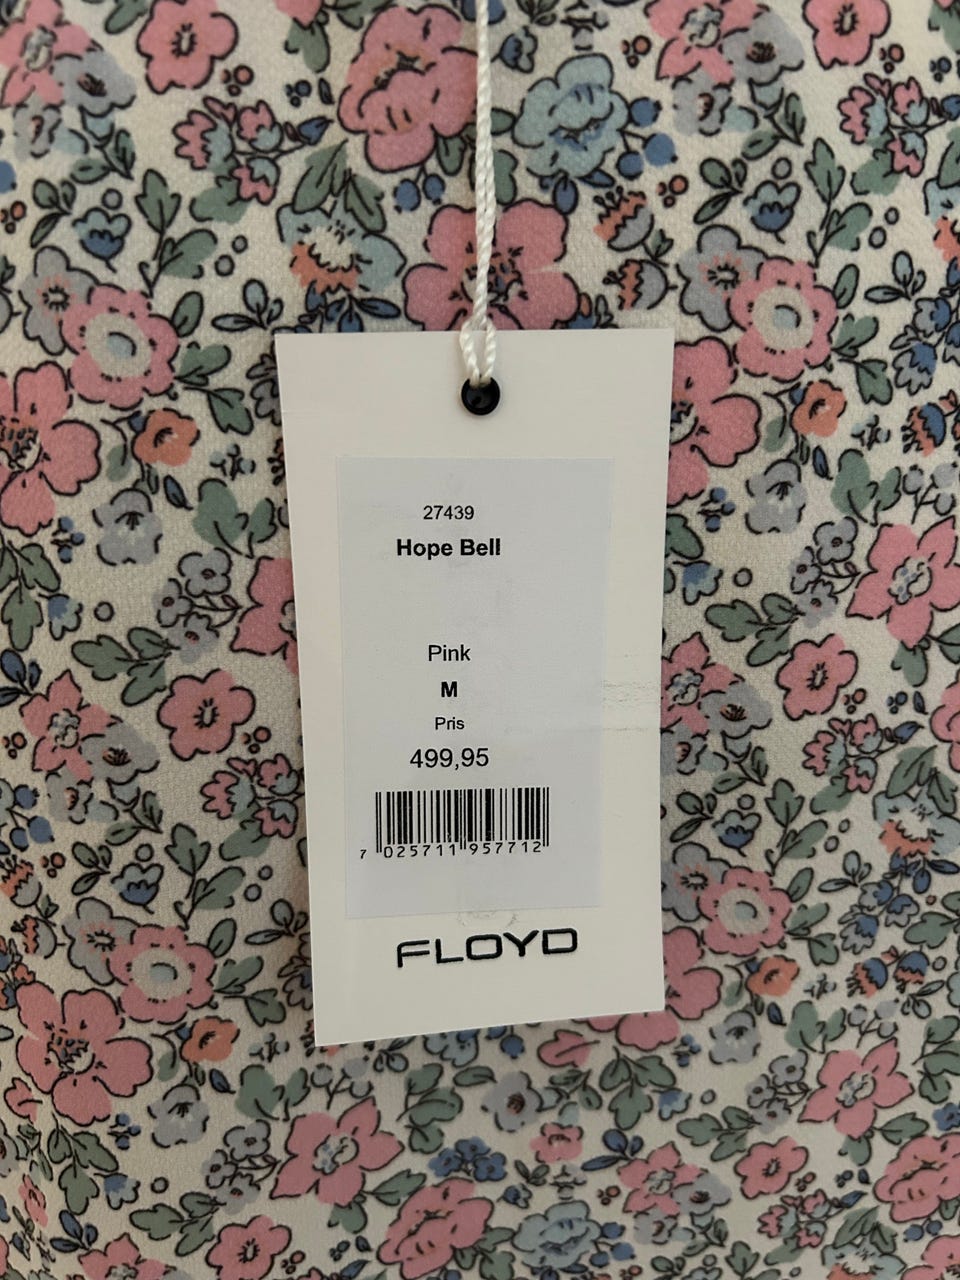 27439
Hope Bell
Pink
M
Pris
499,95
7 025711 957712
FLOYD